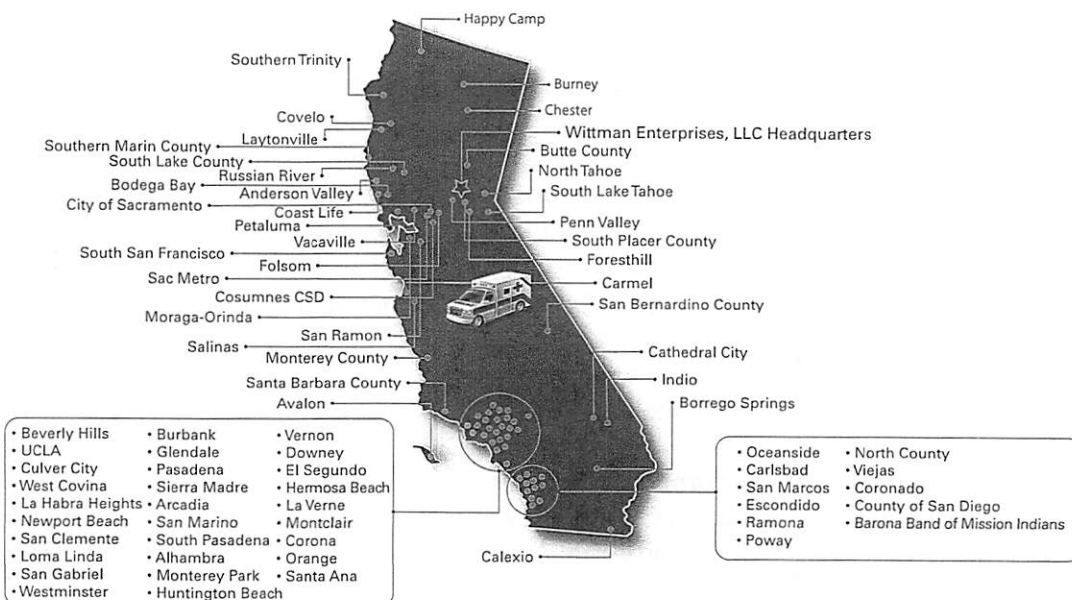 Happy Camp
Southern Trinity
Burney
Chester
Covelo
Laytonville
Wittman Enterprises, LLC Headquarters
Southern Marin County
Butte County
South Lake County
Russian River
North Tahoe
Bodega Bay
Anderson Valley
South Lake Tahoe
City of Sacramento
Coast Life
Penn Valley
Petaluma
Vacaville
South Placer County
South San Francisco
Foresthill
Folsom
Sac Metro
Carmel
Cosumnes CSD
San Bernardino County
Moraga-Orinda
San Ramon
Salinas
Monterey County
Cathedral City
Santa Barbara County
Indio
Avalon
Borrego Springs
• Beverly Hills
• UCLA
• Culver City
• West Covina
• La Habra Heights
• Newport Beach
• San Clemente
• Loma Linda
• San Gabriel
• Westminster
• Burbank
• Glendale
• Pasadena
• Sierra Madre
• Arcadia
• San Marino
• South Pasadena
• Alhambra
• Monterey Park
• Huntington Beach
• Vernon
• Downey
• El Segundo
• Hermosa Beach
• La Verne
• Montclair
• Corona
• Orange
• Santa Ana
• Oceanside
• Carlsbad
• San Marcos
• Escondido
• Ramona
• Poway
• North County
• Viejas
• Coronado
• County of San Diego
• Barona Band of Mission Indians
Calexio